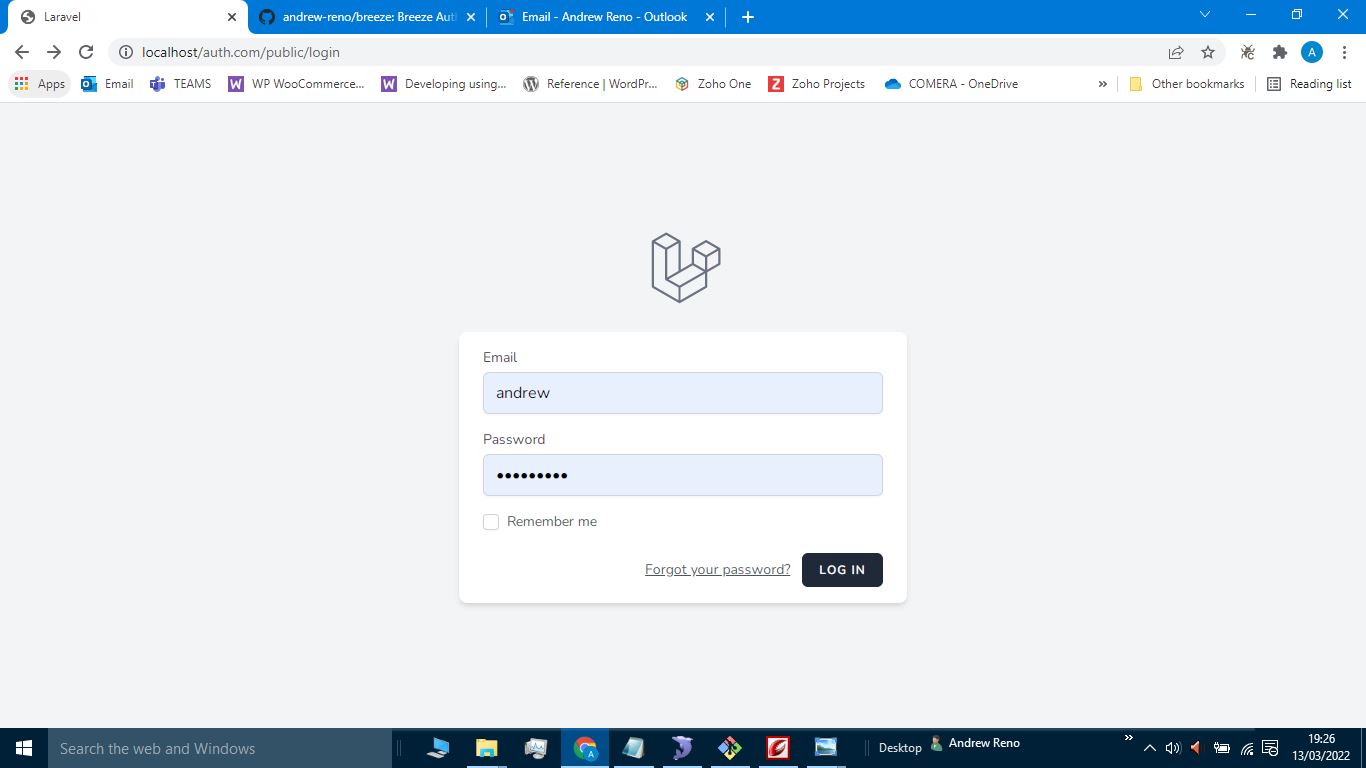 Laravel
andrew-reno/breeze: Breeze Aut
Email - Andrew Reno - Outlook
localhost/auth.com/public/login
A
Apps
Email
TEAMS
WP WooCommerce...
Developing using...
Reference | WordPr...
Zoho One
Zoho Projects
COMERA - OneDrive
»
Other bookmarks
Reading list
Email
andrew
Password
•••••••••
Remember me
Forgot your password?
LOG IN
Search the web and Windows
Desktop
Andrew Reno
»
19:26
13/03/2022